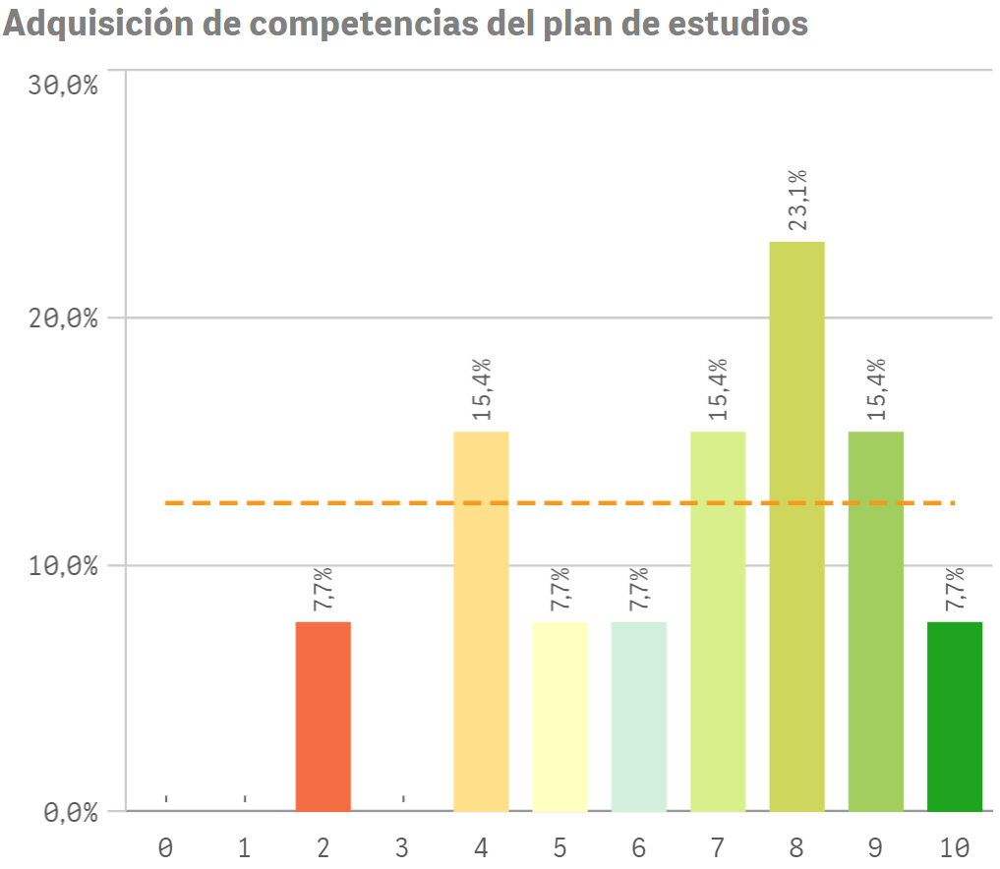 Adquisición de competencias del plan de estudios
30,0%
23,1%
20,0%
15,4% 15,4% 15,4%
10,0%
7,7% 7,7% 7,7% 7,7%
0,0%
0 1 2 3 4 5 6 7 8 9 10